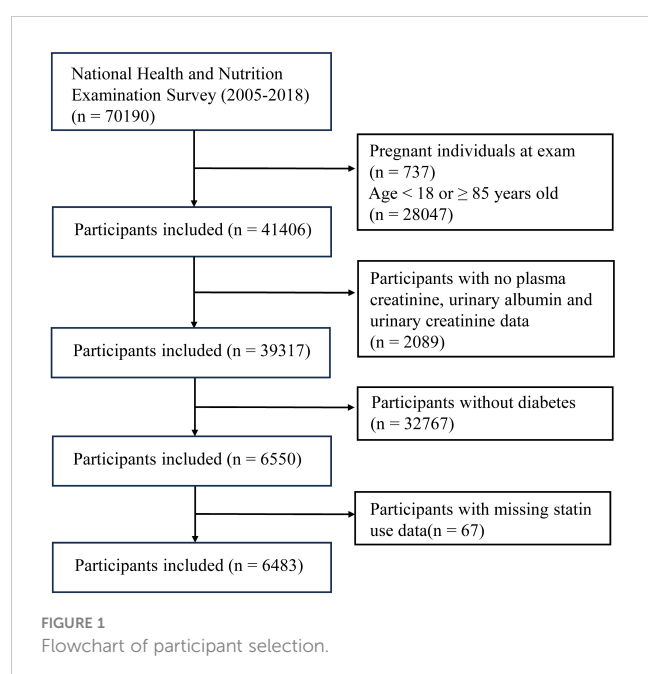 National Health and Nutrition
Examination Survey (2005-2018)
(n = 70190)
Pregnant individuals at exam
(n = 737)
Age < 18 or ≥ 85 years old
(n = 28047)
Participants included (n = 41406)
Participants with no plasma
creatinine, urinary albumin and
urinary creatinine data
(n = 2089)
Participants included (n = 39317)
Participants without diabetes
(n = 32767)
Participants included (n = 6550)
Participants with missing statin
use data(n = 67)
Participants included (n = 6483)
FIGURE 1
Flowchart of participant selection.